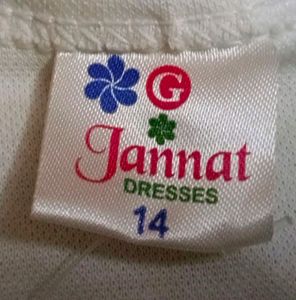 G
Jannat
DRESSES
14